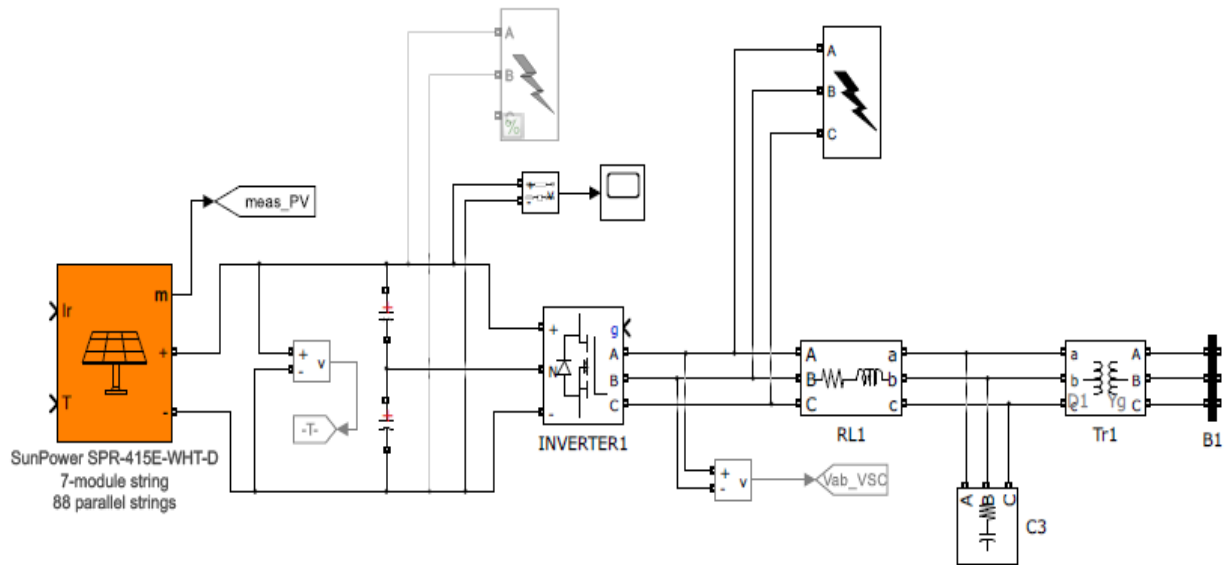 A
B
C
%
A
B
C
meas_PV
+
-
v
m
Ir
+
T
-
+
-
v
-T-
+
N
-
g
A
B
C
INVERTER1
A
B
C
a
b
c
RL1
a
b
c
D1 Yg
A
B
C
Tr1
B1
SunPower SPR-415E-WHT-D
7-module string
88 parallel strings
+
-
v
Vab_VSC
A B C
C3